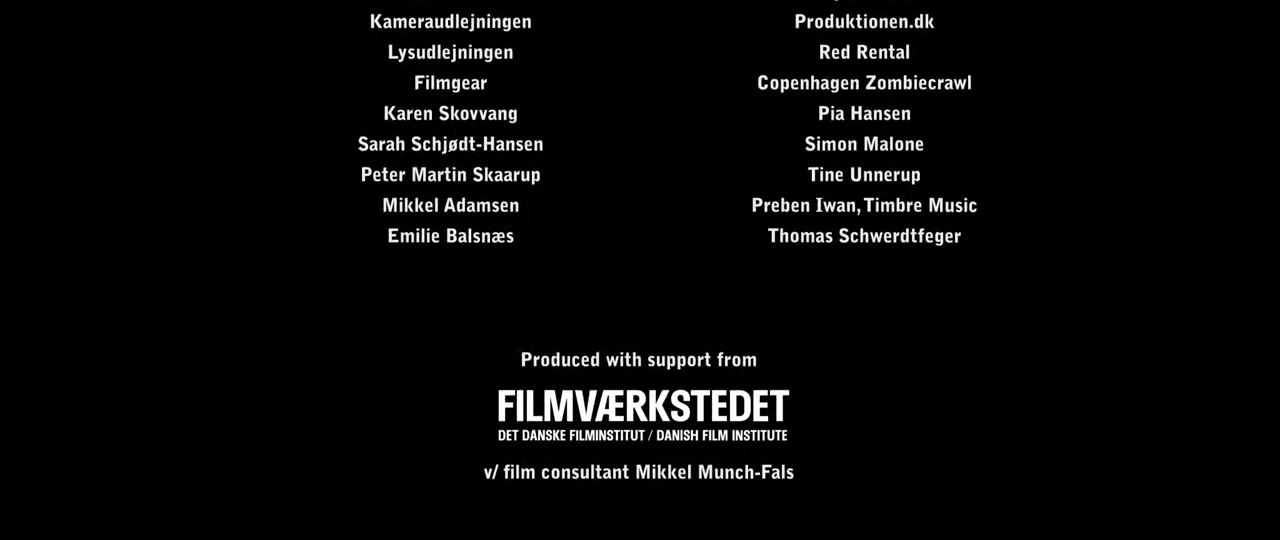 Kameraudlejningen
Lysudlejningen
Filmgear
Karen Skovvang
Sarah Schjødt-Hansen
Peter Martin Skaarup
Mikkel Adamsen
Emilie Balsnæs
Produktionen.dk
Red Rental
Copenhagen Zombiecrawl
Pia Hansen
Simon Malone
Tine Unnerup
Preben Iwan, Timbre Music
Thomas Schwerdtfeger
Produced with support from
FILMVÆRKSTEDET
DET DANSKE FILMINSTITUT / DANISH FILM INSTITUTE
v/ film consultant Mikkel Munch-Fals